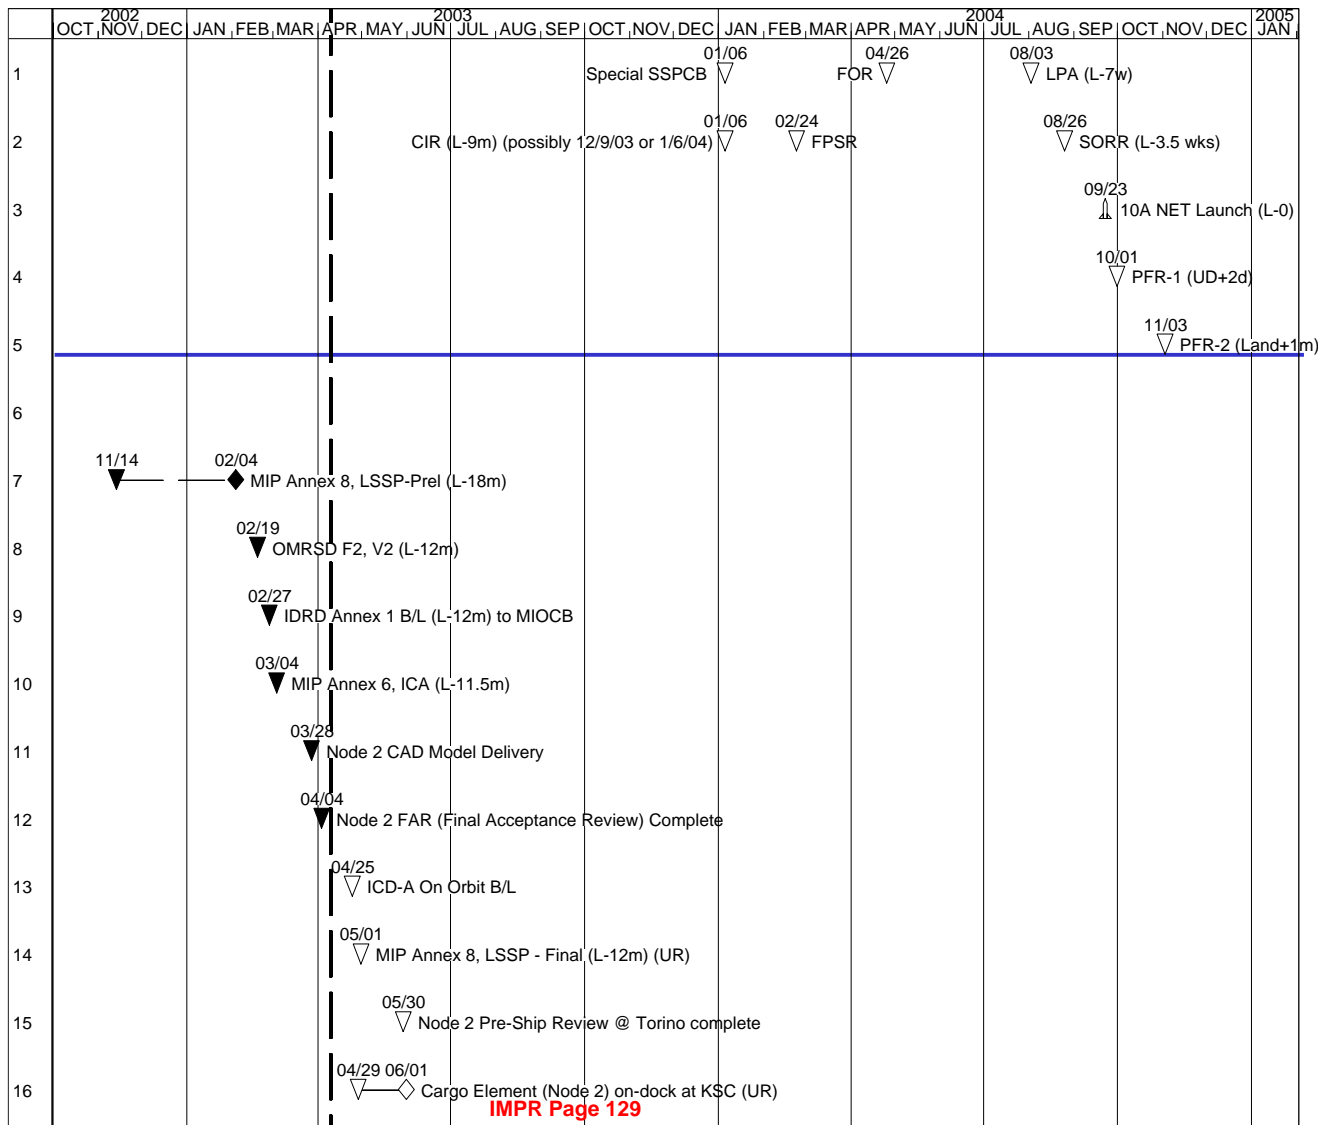 2002 2003 2004 2005
OCT NOV DEC JAN FEB MAR APR MAY JUN JUL AUG SEP OCT NOV DEC JAN FEB MAR APR MAY JUN JUL AUG SEP OCT NOV DEC JAN
01/06 04/26 08/03
1 Special SSPCB FOR LPA (L-7w)
01/06 02/24 08/26
2 CIR (L-9m) (possibly 12/9/03 or 1/6/04) FPSR SORR (L-3.5 wks)
09/23
3 10A NET Launch (L-0)
10/01
4 PFR-1 (UD+2d)
11/03
5 PFR-2 (Land+1m)
6
11/14 02/04
7 MIP Annex 8, LSSP-Prel (L-18m)
02/19
8 OMRSD F2, V2 (L-12m)
02/27
9 IDRD Annex 1 B/L (L-12m) to MIOCB
03/04
10 MIP Annex 6, ICA (L-11.5m)
03/28
11 Node 2 CAD Model Delivery
04/04
12 Node 2 FAR (Final Acceptance Review) Complete
04/25
13 ICD-A On Orbit B/L
05/01
14 MIP Annex 8, LSSP - Final (L-12m) (UR)
05/30
15 Node 2 Pre-Ship Review @ Torino complete
04/29 06/01
16 Cargo Element (Node 2) on-dock at KSC (UR)
IMPR Page 129